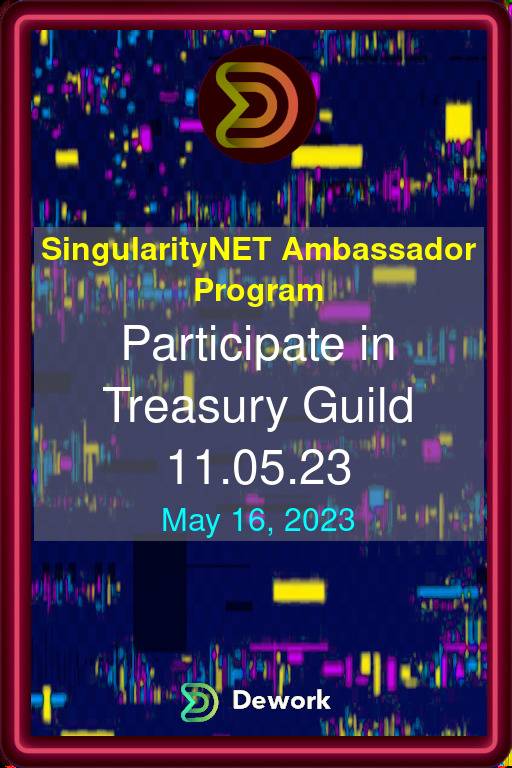 SingularityNET Ambassador
Program
Participate in
Treasury Guild
11.05.23
May 16, 2023
Dework